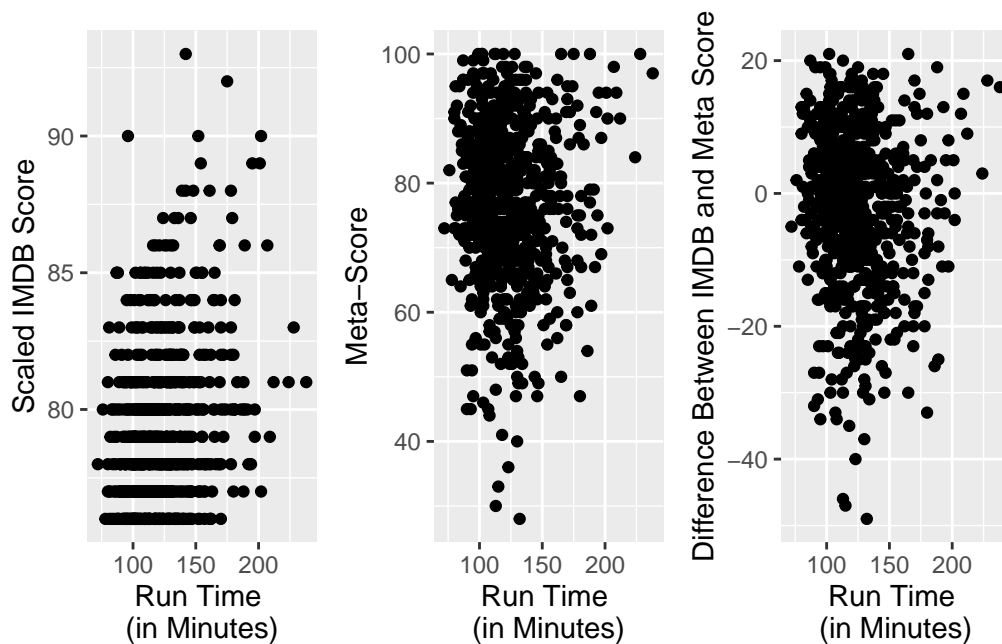 Scaled IMDB Score
90
85
80
100
150
200
Run Time
(in Minutes)
Meta−Score
100
80
60
40
100
150
200
Run Time
(in Minutes)
Difference Between IMDB and Meta Score
20
0
−20
−40
100
150
200
Run Time
(in Minutes)